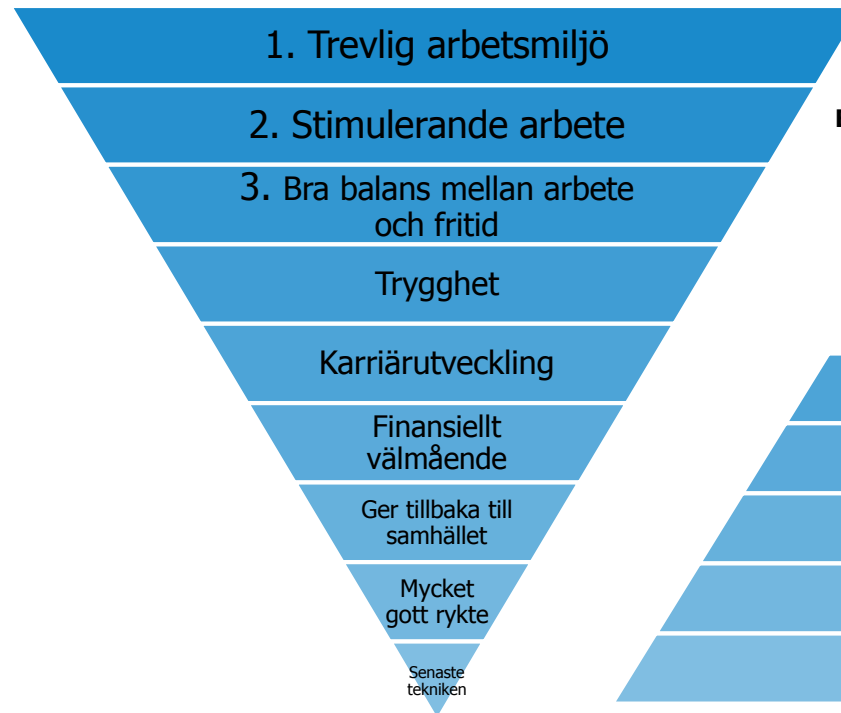 1. Trevlig arbetsmiljö
2. Stimulerande arbete
3. Bra balans mellan arbete
och fritid
Trygghet
Karriärutveckling
Finansiellt
välmående
Ger tillbaka till
samhället
Mycket
gott rykte
Senaste
tekniken